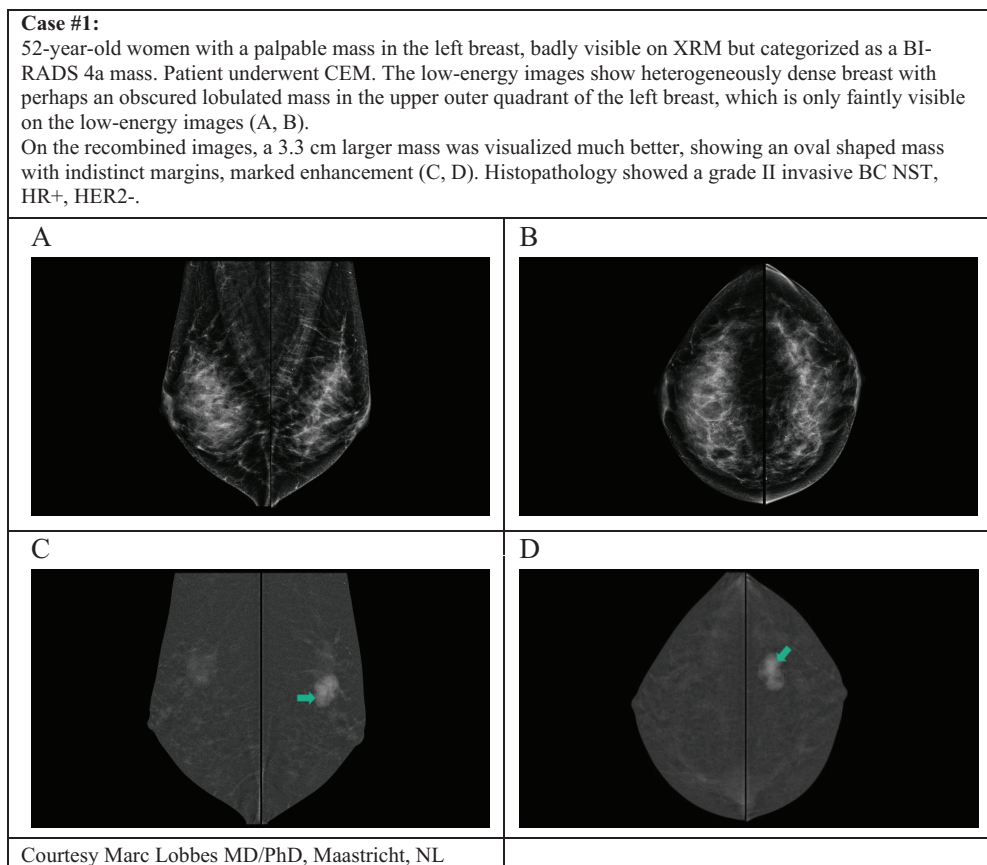 Case #1:
52-year-old women with a palpable mass in the left breast, badly visible on XRM but categorized as a BI-
RADS 4a mass. Patient underwent CEM. The low-energy images show heterogeneously dense breast with
perhaps an obscured lobulated mass in the upper outer quadrant of the left breast, which is only faintly visible
on the low-energy images (A, B).
On the recombined images, a 3.3 cm larger mass was visualized much better, showing an oval shaped mass
with indistinct margins, marked enhancement (C, D). Histopathology showed a grade II invasive BC NST,
HR+, HER2-.
A
B
C
D
Courtesy Marc Lobbes MD/PhD, Maastricht, NL